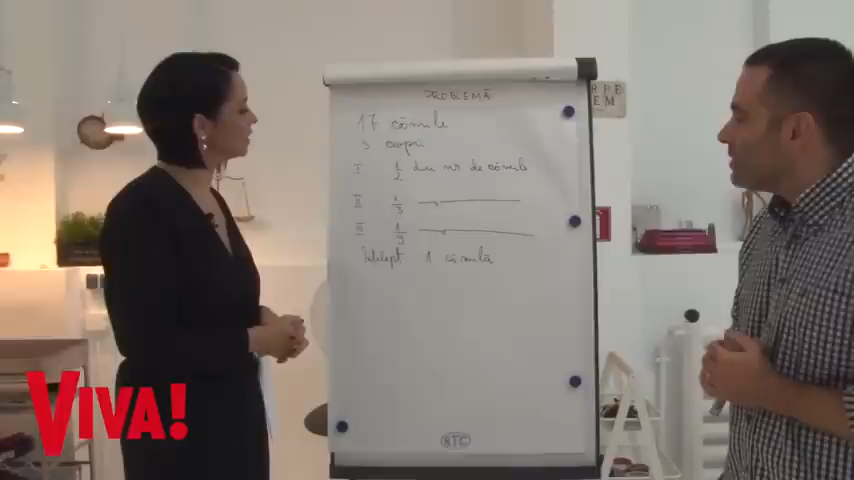 PROBLEMĂ
17 cămile
3 copii
I 1/2 din nr de cămile
II 1/3
III 1/9
Înțelept 1 cămilă
NTC
VIVA!